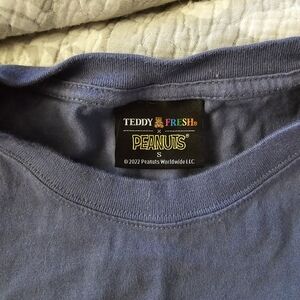 TEDDY FRESH®
×
PEANUTS®
S
© 2022 Peanuts Worldwide LLC